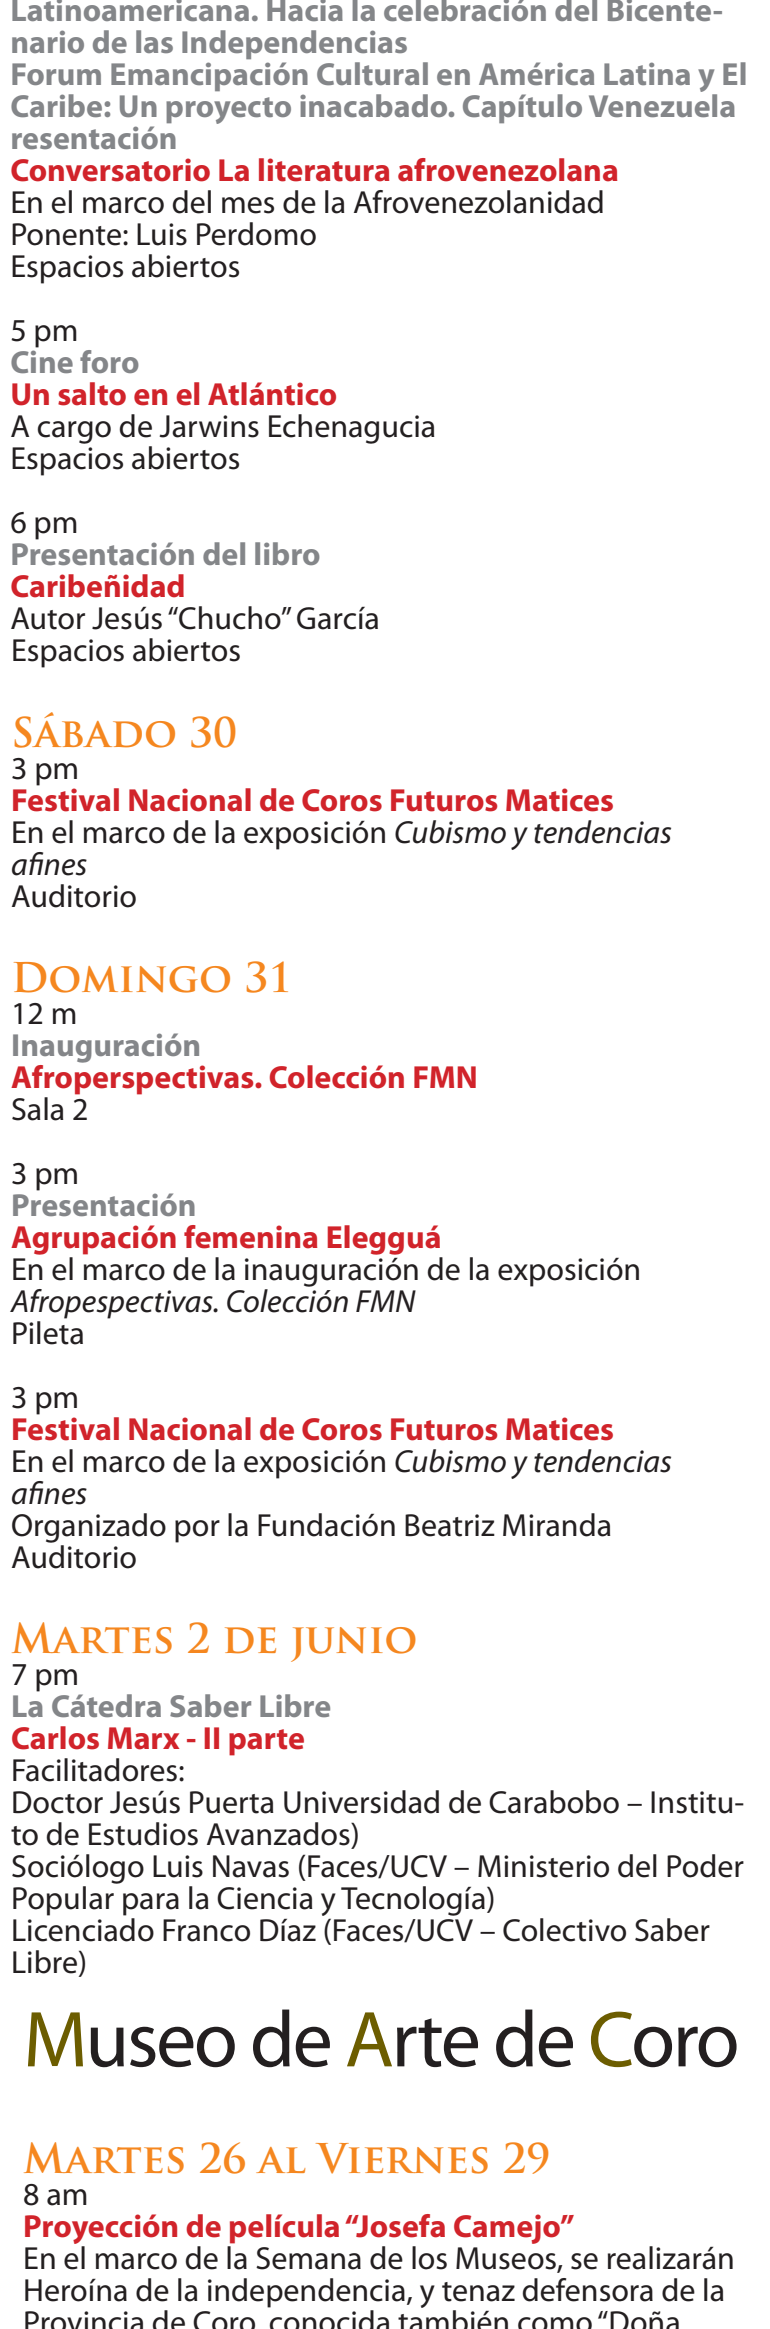 Latinoamericana. Hacia la celebración del Bicente-
nario de las Independencias
Forum Emancipación Cultural en América Latina y El
Caribe: Un proyecto inacabado. Capítulo Venezuela
resentación
Conversatorio La literatura afrovenezolana
En el marco del mes de la Afrovenezolanidad
Ponente: Luis Perdomo
Espacios abiertos
5 pm
Cine foro
Un salto en el Atlántico
A cargo de Jarwins Echenagucia
Espacios abiertos
6 pm
Presentación del libro
Caribeñidad
Autor Jesús “Chucho” García
Espacios abiertos
Sábado 30
3 pm
Festival Nacional de Coros Futuros Matices
En el marco de la exposición Cubismo y tendencias
afines
Auditorio
Domingo 31
12 m
Inauguración
Afroperspectivas. Colección FMN
Sala 2
3 pm
Presentación
Agrupación femenina Elegguá
En el marco de la inauguración de la exposición
Afropespectivas. Colección FMN
Pileta
3 pm
Festival Nacional de Coros Futuros Matices
En el marco de la exposición Cubismo y tendencias
afines
Organizado por la Fundación Beatriz Miranda
Auditorio
Martes 2 de junio
7 pm
La Cátedra Saber Libre
Carlos Marx - II parte
Facilitadores:
Doctor Jesús Puerta Universidad de Carabobo – Institu-
to de Estudios Avanzados)
Sociólogo Luis Navas (Faces/UCV – Ministerio del Poder
Popular para la Ciencia y Tecnología)
Licenciado Franco Díaz (Faces/UCV – Colectivo Saber
Libre)
Museo de Arte de Coro
Martes 26 al Viernes 29
8 am
Proyección de película “Josefa Camejo”
En el marco de la Semana de los Museos, se realizarán
Heroína de la independencia, y tenaz defensora de la
Provincia de Coro, conocida también como “Doña